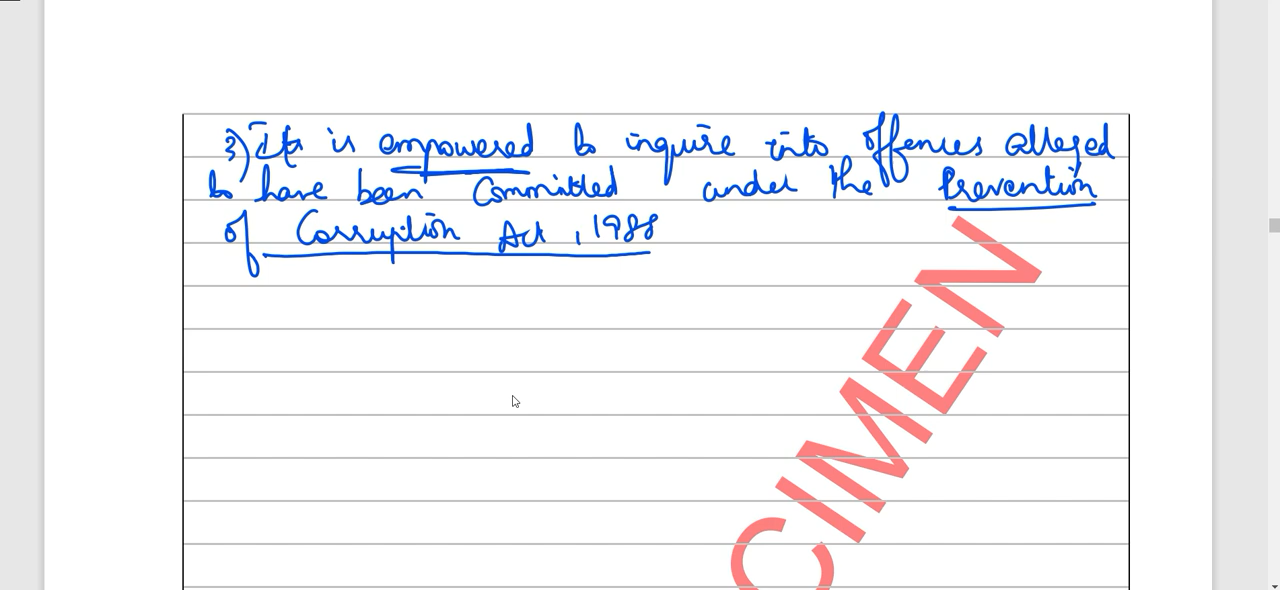 3) It is empowered to inquire into offences alleged
to have been Committed under the Prevention
of Corruption Act, 1988
CIMEN